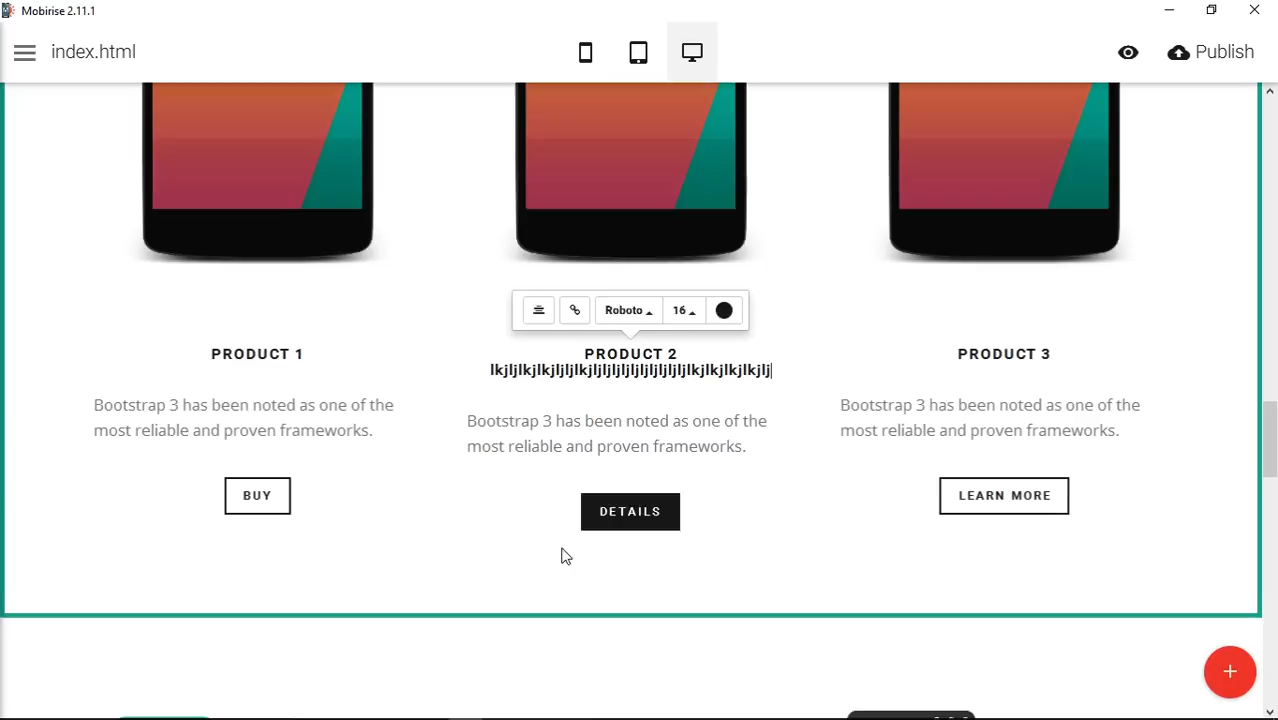 Mobirise 2.11.1
index.html
Publish
Roboto 16
PRODUCT 1
PRODUCT 2
PRODUCT 3
Bootstrap 3 has been noted as one of the
most reliable and proven frameworks.
Bootstrap 3 has been noted as one of the
most reliable and proven frameworks.
Bootstrap 3 has been noted as one of the
most reliable and proven frameworks.
BUY
DETAILS
LEARN MORE